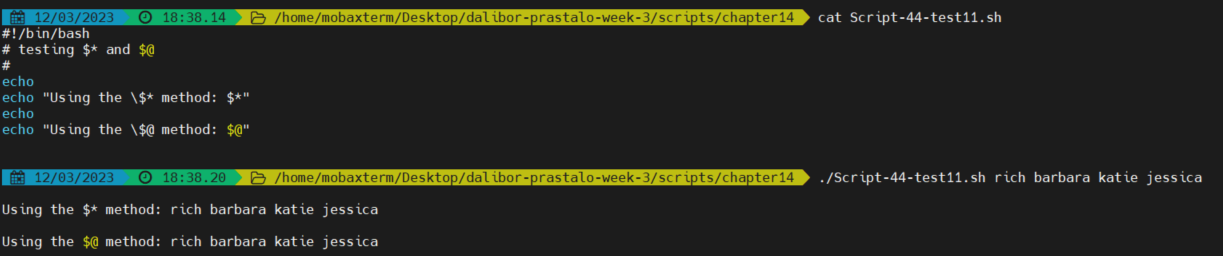 12/03/2023 18:38.14 /home/mobaxterm/Desktop/dalibor-prastalo-week-3/scripts/chapter14 cat Script-44-test11.sh
#!/bin/bash
# testing $* and $@
#
echo
echo "Using the \$* method: $*"
echo
echo "Using the \$@ method: $@"
12/03/2023 18:38.20 /home/mobaxterm/Desktop/dalibor-prastalo-week-3/scripts/chapter14 ./Script-44-test11.sh rich barbara katie jessica
Using the $* method: rich barbara katie jessica
Using the $@ method: rich barbara katie jessica